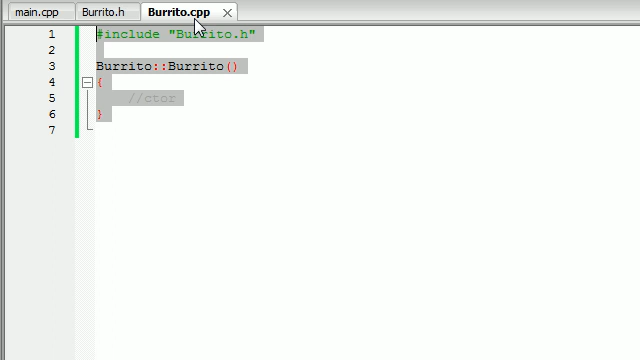 main.cpp Burrito.h Burrito.cpp
1 #include "Burrito.h"
2
3 Burrito::Burrito()
4 {
5 //ctor
6 }
7